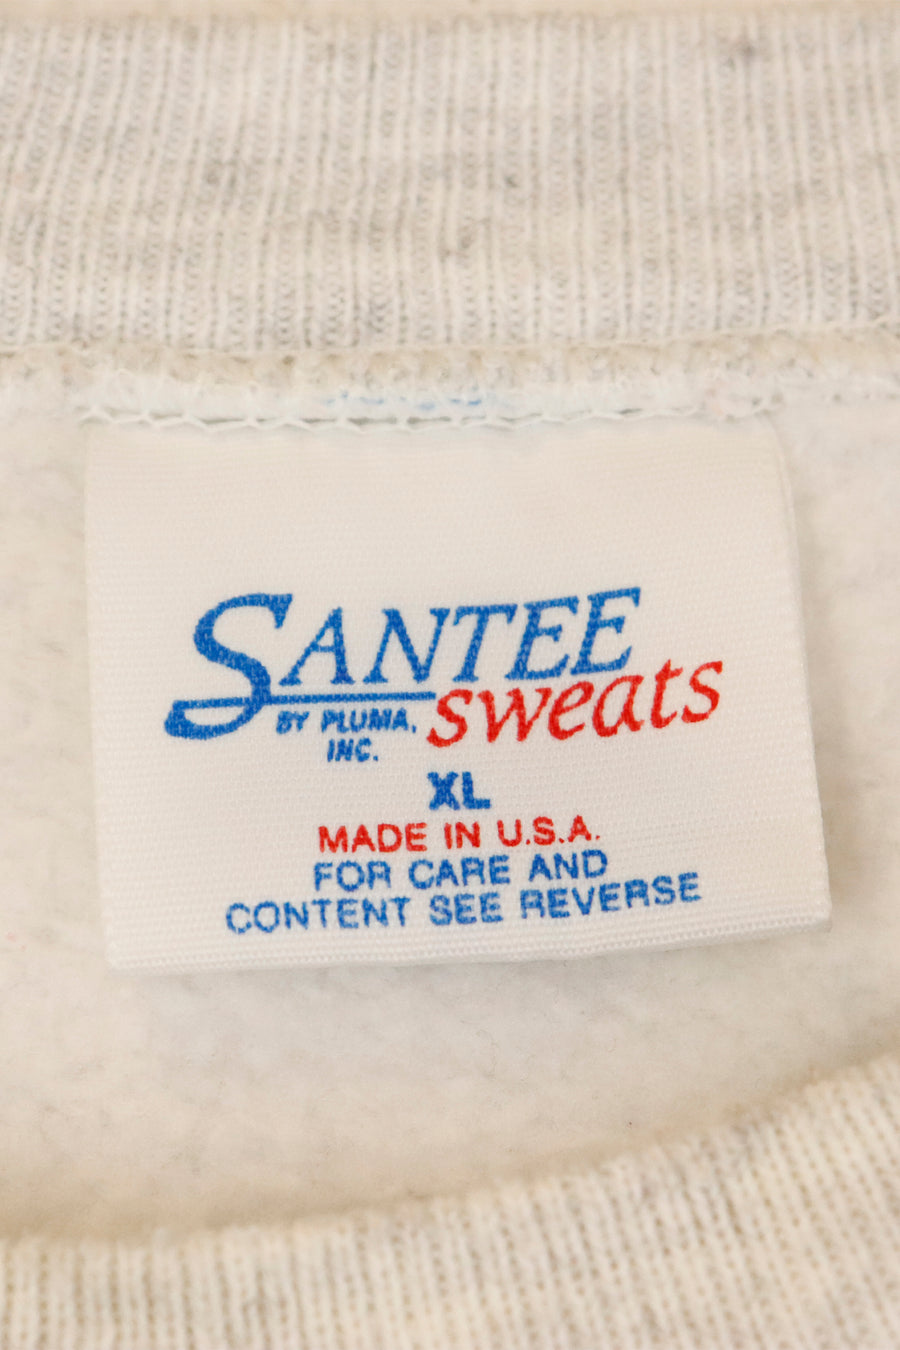 SANTEE
sweats
BY PLUMA,
INC.
XL
MADE IN U.S.A.
FOR CARE AND
CONTENT SEE REVERSE